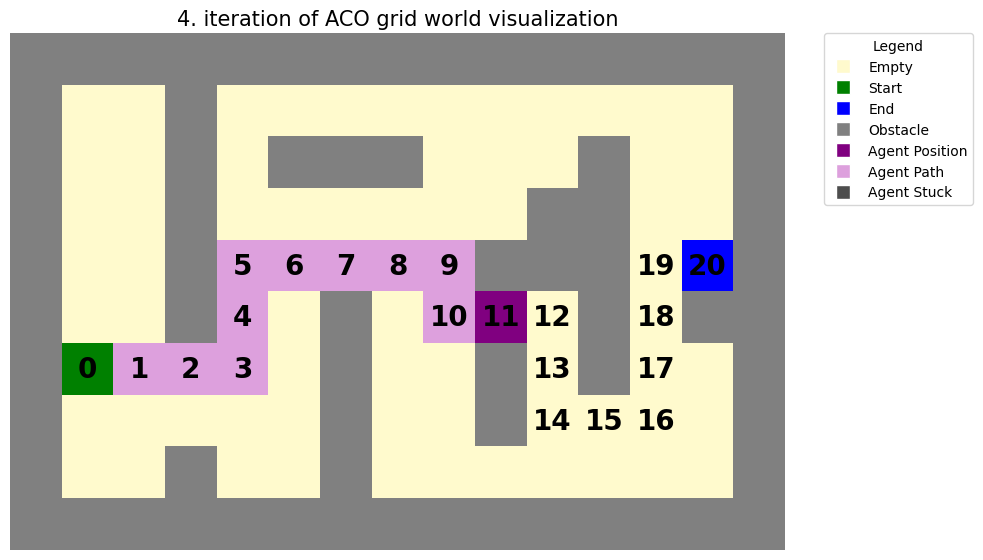 4. iteration of ACO grid world visualization
Legend
Empty
Start
End
Obstacle
Agent Position
Agent Path
Agent Stuck
5 6 7 8 9 19 20
4 10 11 12 18
0 1 2 3 13 17
14 15 16